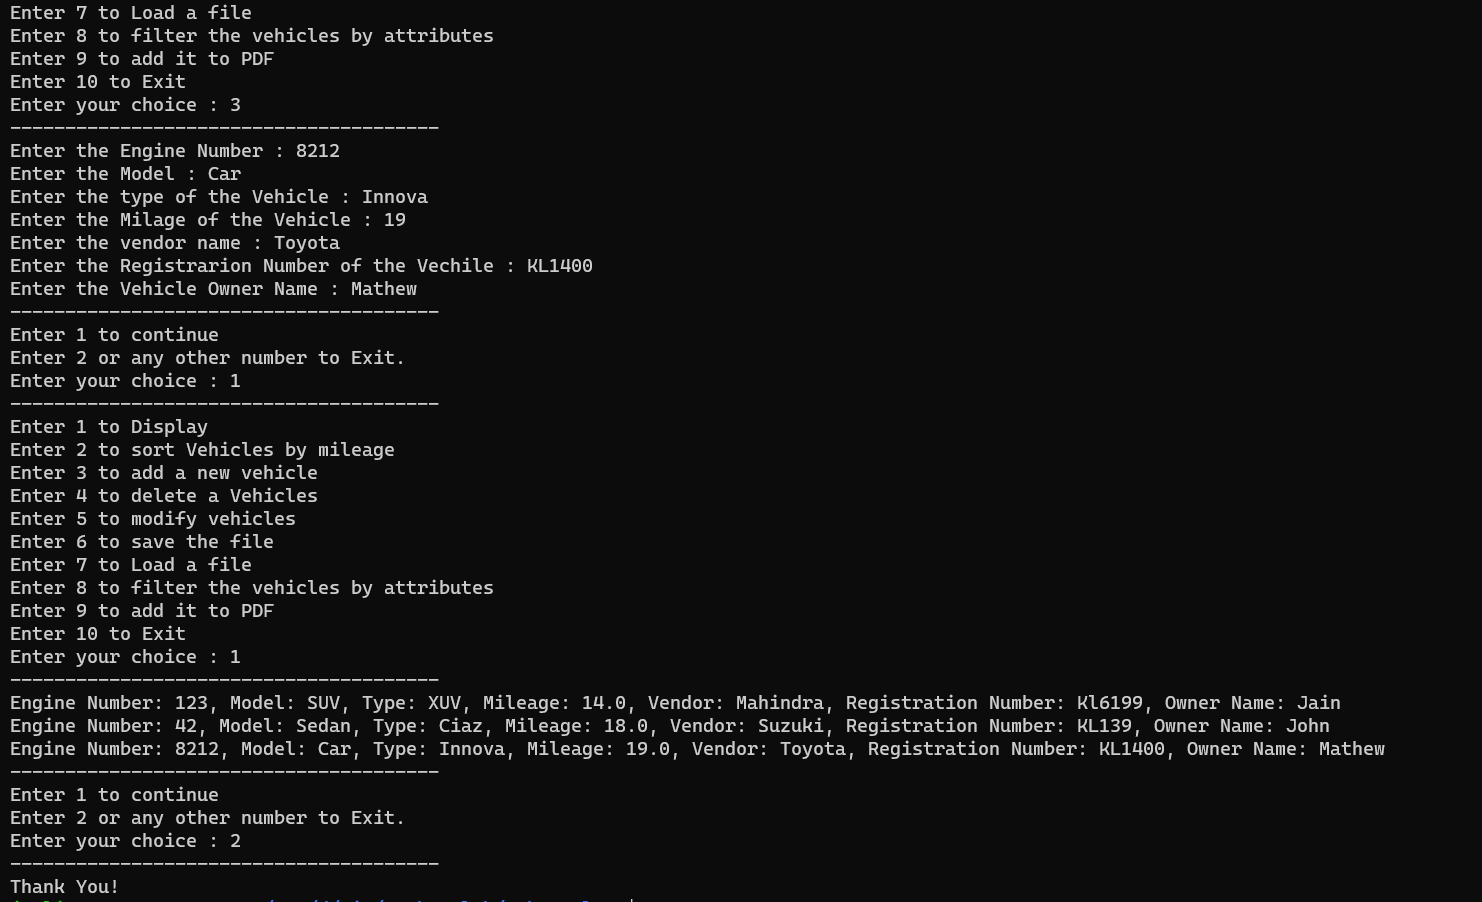 Enter 7 to Load a file
Enter 8 to filter the vehicles by attributes
Enter 9 to add it to PDF
Enter 10 to Exit
Enter your choice : 3
---------------------------------------
Enter the Engine Number : 8212
Enter the Model : Car
Enter the type of the Vehicle : Innova
Enter the Milage of the Vehicle : 19
Enter the vendor name : Toyota
Enter the Registrarion Number of the Vechile : KL1400
Enter the Vehicle Owner Name : Mathew
---------------------------------------
Enter 1 to continue
Enter 2 or any other number to Exit.
Enter your choice : 1
---------------------------------------
Enter 1 to Display
Enter 2 to sort Vehicles by mileage
Enter 3 to add a new vehicle
Enter 4 to delete a Vehicles
Enter 5 to modify vehicles
Enter 6 to save the file
Enter 7 to Load a file
Enter 8 to filter the vehicles by attributes
Enter 9 to add it to PDF
Enter 10 to Exit
Enter your choice : 1
---------------------------------------
Engine Number: 123, Model: SUV, Type: XUV, Mileage: 14.0, Vendor: Mahindra, Registration Number: Kl6199, Owner Name: Jain
Engine Number: 42, Model: Sedan, Type: Ciaz, Mileage: 18.0, Vendor: Suzuki, Registration Number: KL139, Owner Name: John
Engine Number: 8212, Model: Car, Type: Innova, Mileage: 19.0, Vendor: Toyota, Registration Number: KL1400, Owner Name: Mathew
---------------------------------------
Enter 1 to continue
Enter 2 or any other number to Exit.
Enter your choice : 2
---------------------------------------
Thank You!